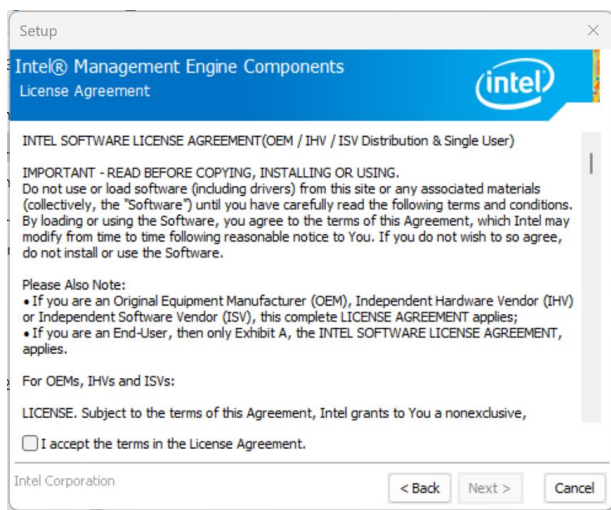 Setup
Intel® Management Engine Components
License Agreement
intel
INTEL SOFTWARE LICENSE AGREEMENT(OEM / IHV / ISV Distribution & Single User)
IMPORTANT - READ BEFORE COPYING, INSTALLING OR USING.
Do not use or load software (including drivers) from this site or any associated materials
(collectively, the "Software") until you have carefully read the following terms and conditions.
By loading or using the Software, you agree to the terms of this Agreement, which Intel may
modify from time to time following reasonable notice to You. If you do not wish to so agree,
do not install or use the Software.
Please Also Note:
• If you are an Original Equipment Manufacturer (OEM), Independent Hardware Vendor (IHV)
or Independent Software Vendor (ISV), this complete LICENSE AGREEMENT applies;
• If you are an End-User, then only Exhibit A, the INTEL SOFTWARE LICENSE AGREEMENT,
applies.
For OEMs, IHVs and ISVs:
LICENSE. Subject to the terms of this Agreement, Intel grants to You a nonexclusive,
I accept the terms in the License Agreement.
Intel Corporation
< Back Next > Cancel